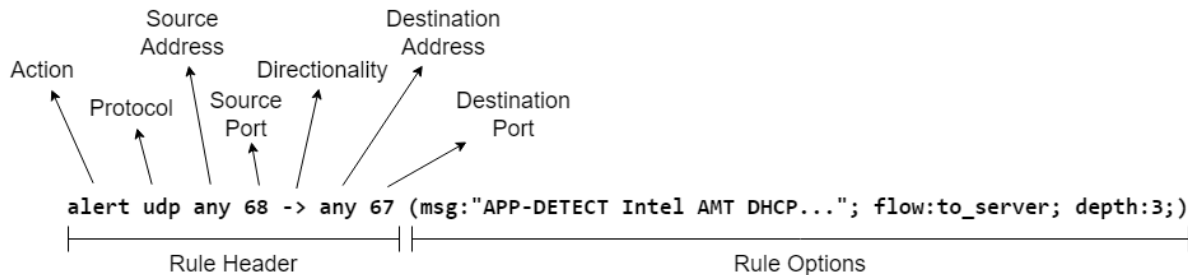 Source
Address
Destination
Address
Action
Directionality
Protocol
Source
Port
Destination
Port
alert udp any 68 -> any 67 (msg:"APP-DETECT Intel AMT DHCP..."; flow:to_server; depth:3;)
Rule Header
Rule Options